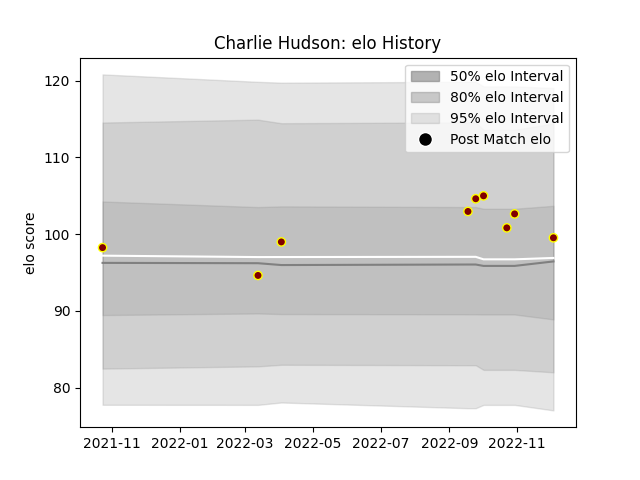 Charlie Hudson: elo History
50% elo Interval
80% elo Interval
95% elo Interval
Post Match elo
elo score
120
110
100
90
80
2021-11
2022-01
2022-03
2022-05
2022-07
2022-09
2022-11